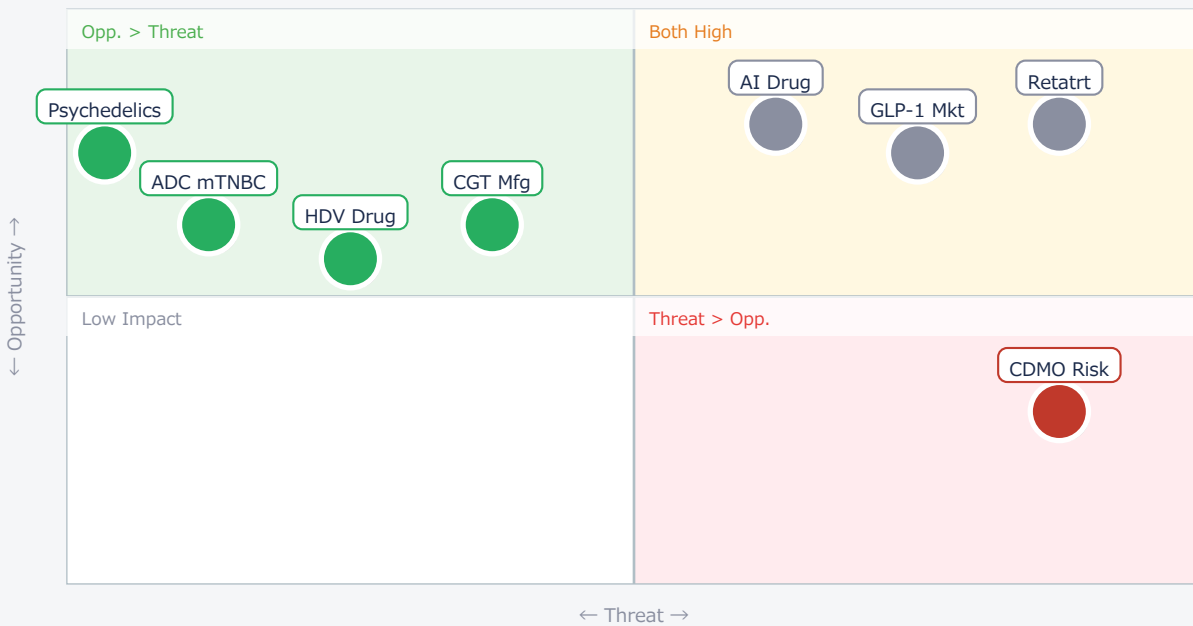 Opp. > Threat
Both High
AI Drug
Retatrt
Psychedelics
GLP-1 Mkt
ADC mTNBC
CGT Mfg
HDV Drug
← Opportunity →
Low Impact
Threat > Opp.
CDMO Risk
← Threat →